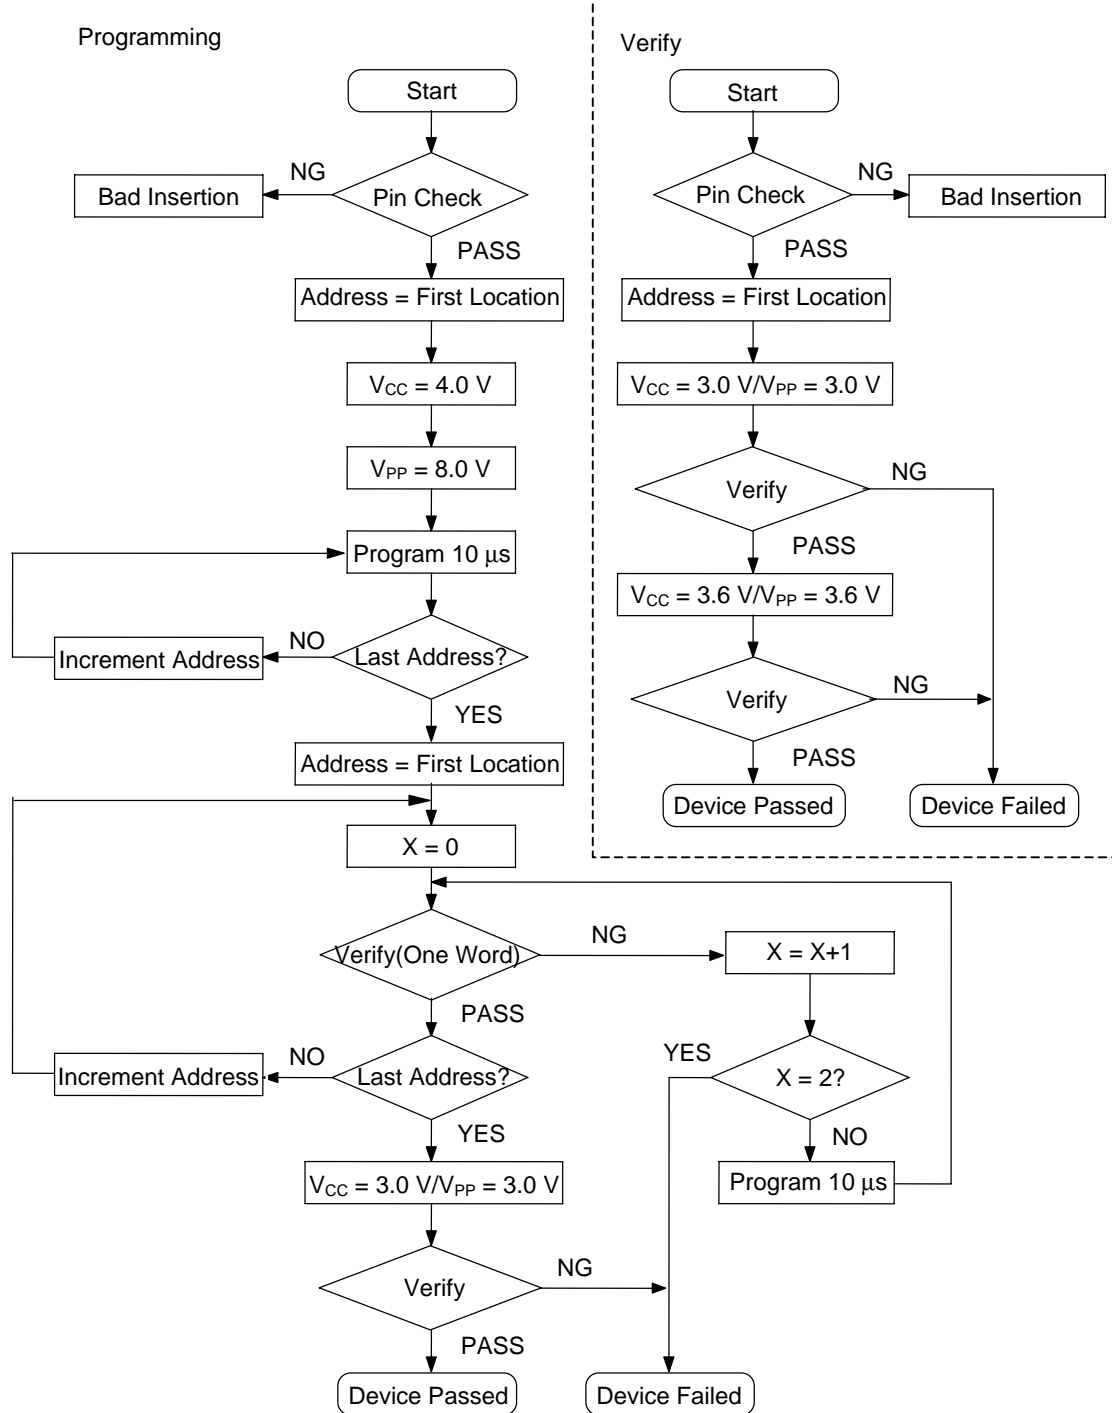 Programming
Start
Pin Check
NG
Bad Insertion
PASS
Address = First Location
VCC = 4.0 V
VPP = 8.0 V
Program 10 μs
Last Address?
NO
Increment Address
YES
Address = First Location
X = 0
Verify(One Word)
NG
X = X+1
X = 2?
YES
NO
Program 10 μs
PASS
Last Address?
NO
Increment Address
YES
VCC = 3.0 V/VPP = 3.0 V
Verify
NG
PASS
Device Passed
Device Failed
Verify
Start
Pin Check
NG
Bad Insertion
PASS
Address = First Location
VCC = 3.0 V/VPP = 3.0 V
Verify
NG
PASS
VCC = 3.6 V/VPP = 3.6 V
Verify
NG
PASS
Device Passed
Device Failed